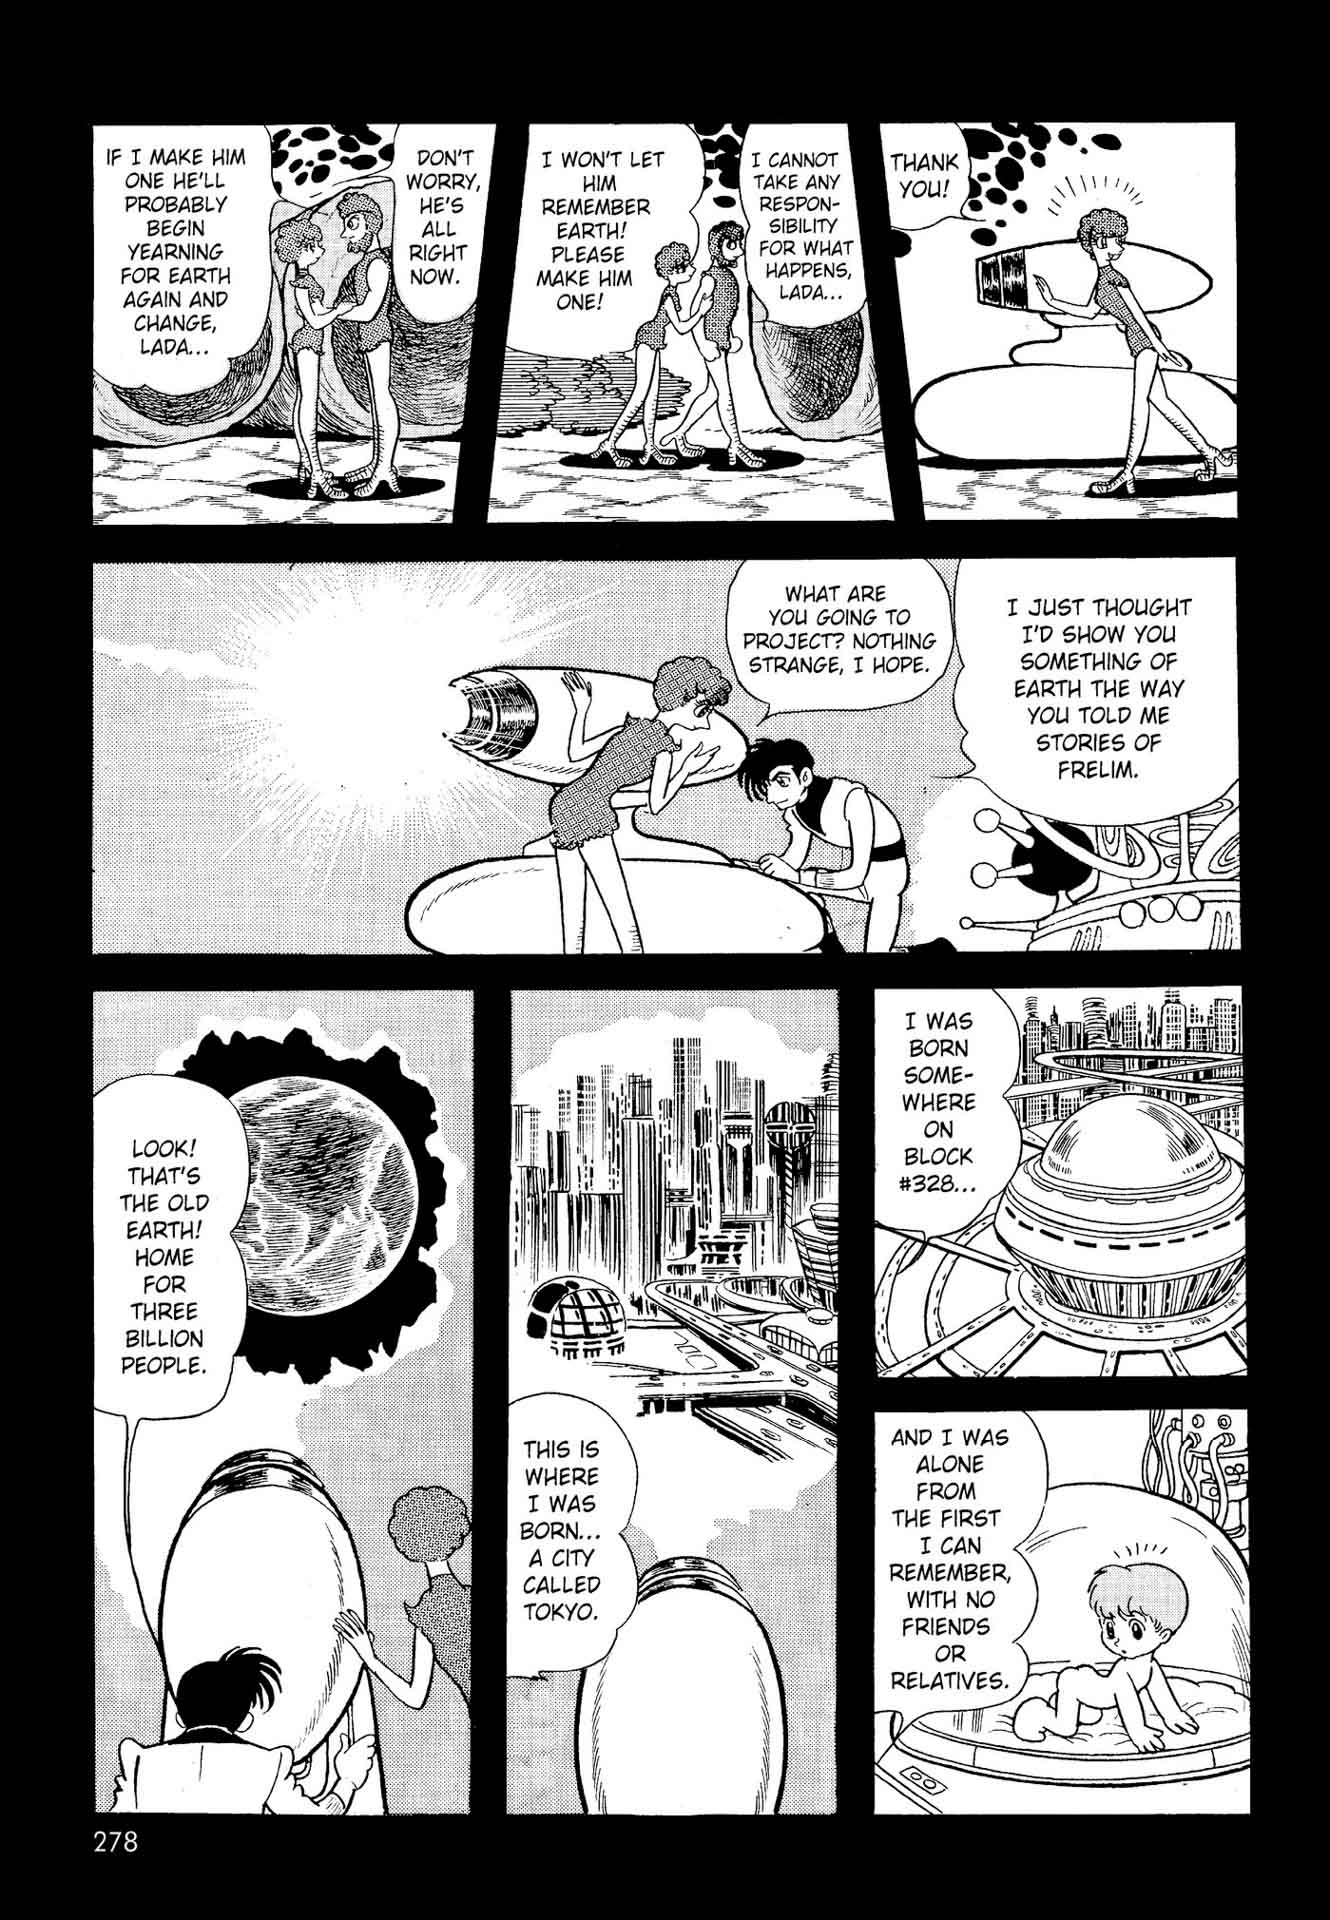 IF I MAKE HIM
ONE HE'LL
PROBABLY
BEGIN
YEARNING
FOR EARTH
AGAIN AND
CHANGE,
LADA...
DON'T
WORRY,
HE'S
ALL
RIGHT
NOW.
I WON'T LET
HIM
REMEMBER
EARTH!
PLEASE
MAKE HIM
ONE!
I CANNOT
TAKE ANY
RESPON-
SIBILITY
FOR WHAT
HAPPENS,
LADA...
THANK
YOU!
WHAT ARE
YOU GOING TO
PROJECT? NOTHING
STRANGE, I HOPE.
I JUST THOUGHT
I'D SHOW YOU
SOMETHING OF
EARTH THE WAY
YOU TOLD ME
STORIES OF
FRELIM.
LOOK!
THAT'S
THE OLD
EARTH!
HOME
FOR
THREE
BILLION
PEOPLE.
THIS IS
WHERE
I WAS
BORN...
A CITY
CALLED
TOKYO.
I WAS
BORN
SOME-
WHERE
ON
BLOCK
#328...
AND I WAS
ALONE
FROM
THE FIRST
I CAN
REMEMBER,
WITH NO
FRIENDS
OR
RELATIVES.
278